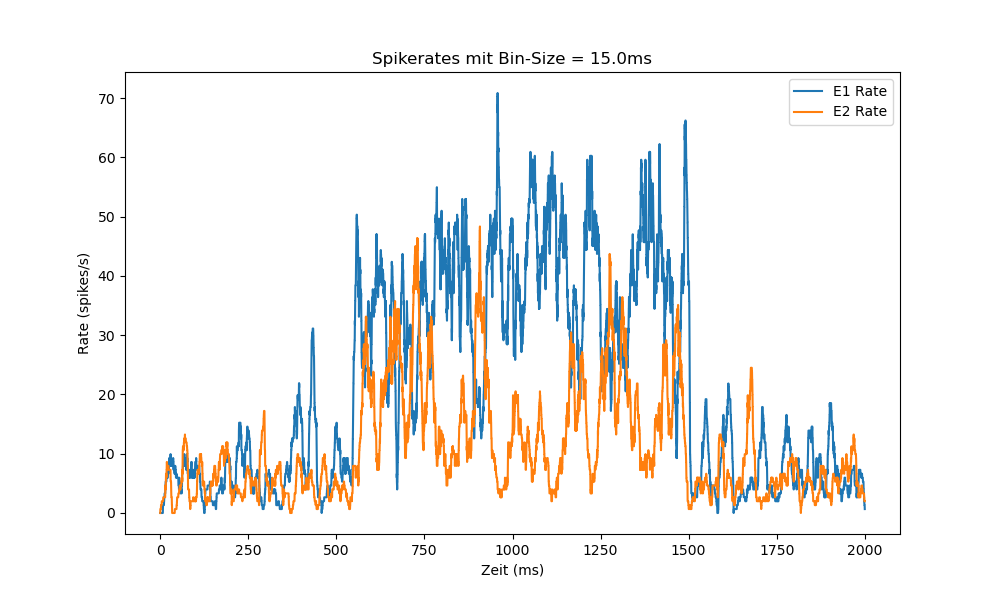 Spikerates mit Bin-Size = 15.0ms
E1 Rate
E2 Rate
70
60
50
40
30
20
10
0
Rate (spikes/s)
0 250 500 750 1000 1250 1500 1750 2000
Zeit (ms)